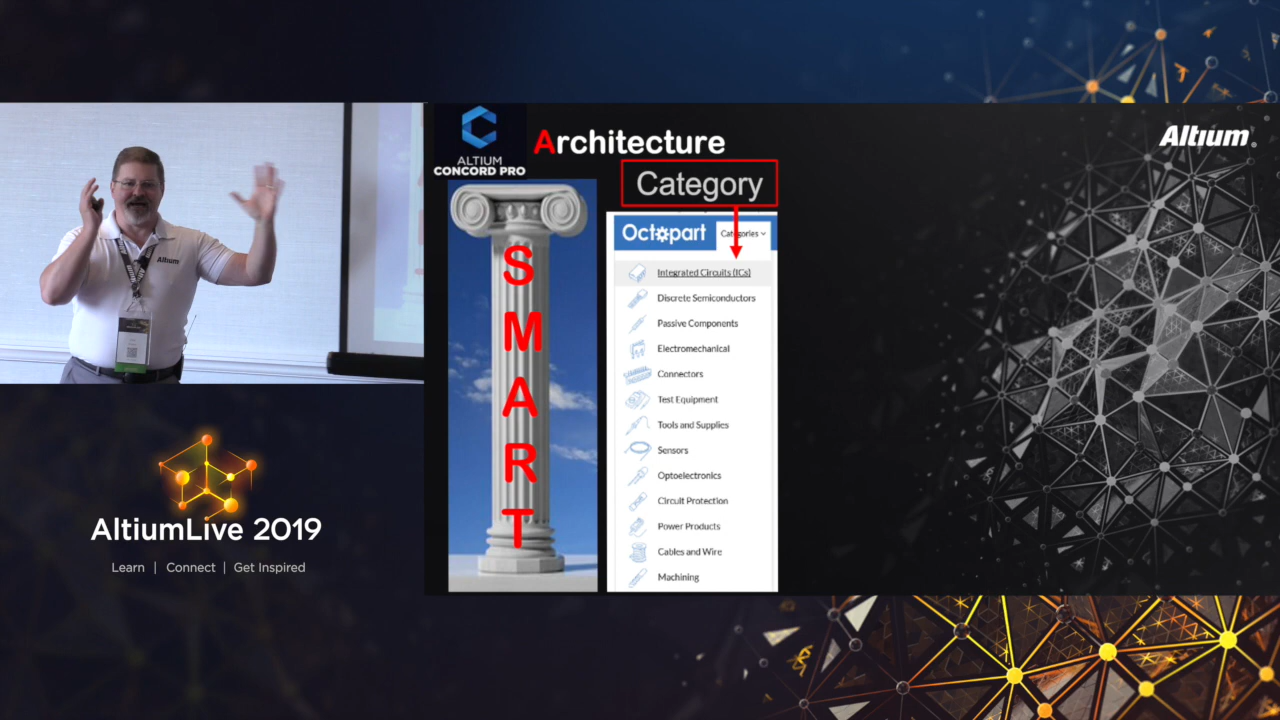 ALTIUM
CONCORD PRO
Architecture
Altium®
Category
SMART
Octopart
Categories
Integrated Circuits (ICs)
Discrete Semiconductors
Passive Components
Electromechanical
Connectors
Test Equipment
Tools and Supplies
Sensors
Optoelectronics
Circuit Protection
Power Products
Cables and Wire
Machining
Altium
AltiumLive 2019
Learn | Connect | Get Inspired